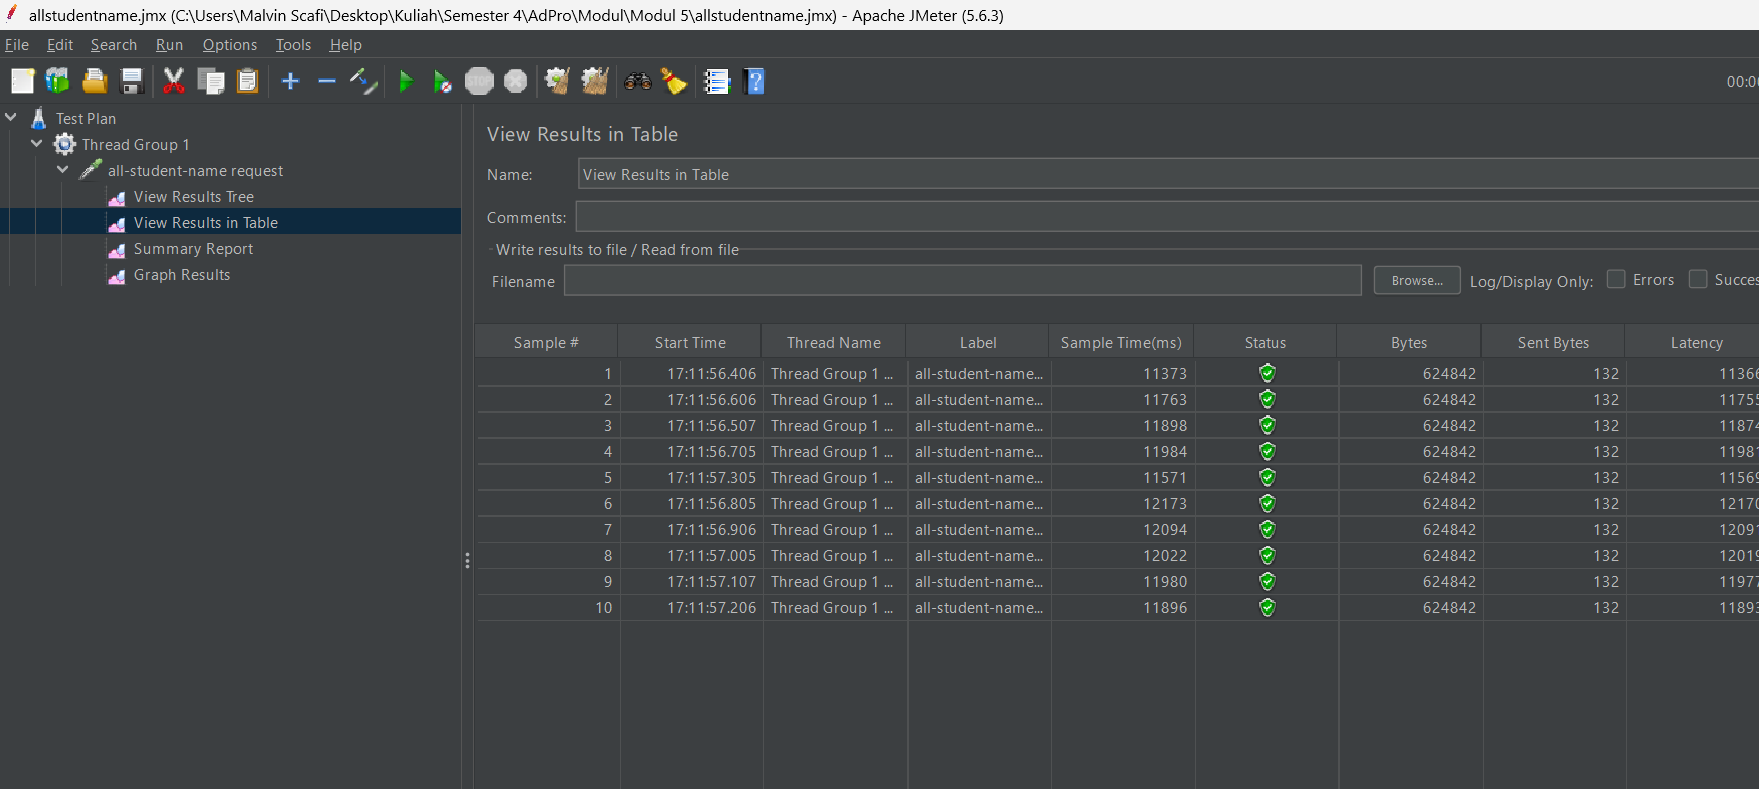 allstudentname.jmx (C:\Users\Malvin Scafi\Desktop\Kuliah\Semester 4\AdPro\Modul\Modul 5\allstudentname.jmx) - Apache JMeter (5.6.3)
File Edit Search Run Options Tools Help
STOP
00:0
Test Plan
Thread Group 1
all-student-name request
View Results Tree
View Results in Table
Summary Report
Graph Results
View Results in Table
Name: View Results in Table
Comments:
Write results to file / Read from file
Filename Browse... Log/Display Only: Errors Succes
Sample # Start Time Thread Name Label Sample Time(ms) Status Bytes Sent Bytes Latency
1 17:11:56.406 Thread Group 1 ... all-student-name... 11373 624842 132 11366
2 17:11:56.606 Thread Group 1 ... all-student-name... 11763 624842 132 11755
3 17:11:56.507 Thread Group 1 ... all-student-name... 11898 624842 132 11874
4 17:11:56.705 Thread Group 1 ... all-student-name... 11984 624842 132 11981
5 17:11:57.305 Thread Group 1 ... all-student-name... 11571 624842 132 11569
6 17:11:56.805 Thread Group 1 ... all-student-name... 12173 624842 132 12170
7 17:11:56.906 Thread Group 1 ... all-student-name... 12094 624842 132 12091
8 17:11:57.005 Thread Group 1 ... all-student-name... 12022 624842 132 12019
9 17:11:57.107 Thread Group 1 ... all-student-name... 11980 624842 132 11977
10 17:11:57.206 Thread Group 1 ... all-student-name... 11896 624842 132 11893